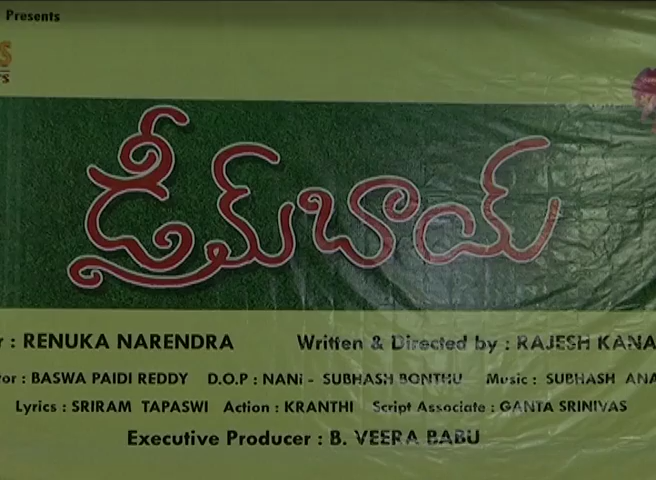 Presents
డ్రీమ్ బాయ్
: RENUKA NARENDRA Written & Directed by : RAJESH KANA
: BASWA PAIDI REDDY D.O.P : NANi - SUBHASH BONTHU Music : SUBHASH ANA
Lyrics : SRIRAM TAPASWI Action : KRANTHI Script Associate : GANTA SRINIVAS
Executive Producer : B. VEERA BABU